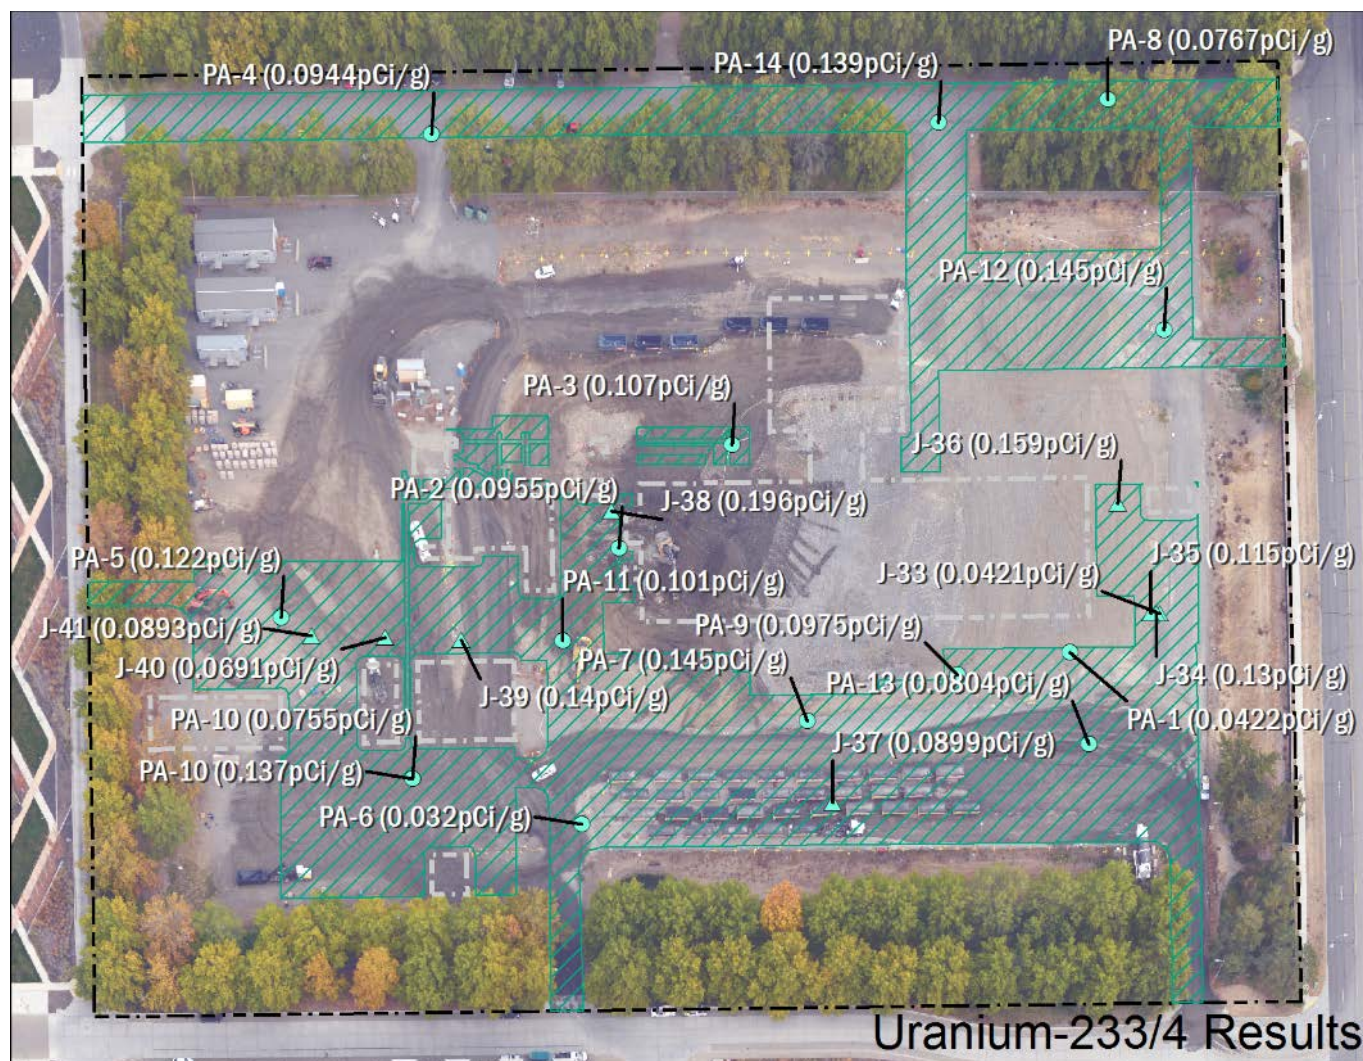 PA-8 (0.0767pCi/g)
PA-4 (0.0944pCi/g)
PA-14 (0.139pCi/g)
PA-12 (0.145pCi/g)
PA-3 (0.107pCi/g)
J-36 (0.159pCi/g)
PA-2 (0.0955pCi/g)
J-38 (0.196pCi/g)
PA-5 (0.122pCi/g)
J-35 (0.115pCi/g)
PA-11 (0.101pCi/g)
J-33 (0.0421pCi/g)
J-41 (0.0893pCi/g)
PA-9 (0.0975pCi/g)
J-40 (0.0691pCi/g)
PA-7 (0.145pCi/g)
J-34 (0.13pCi/g)
PA-13 (0.0804pCi/g)
J-39 (0.14pCi/g)
PA-10 (0.0755pCi/g)
PA-1 (0.0422pCi/g)
J-37 (0.0899pCi/g)
PA-10 (0.137pCi/g)
PA-6 (0.032pCi/g)
Uranium-233/4 Results